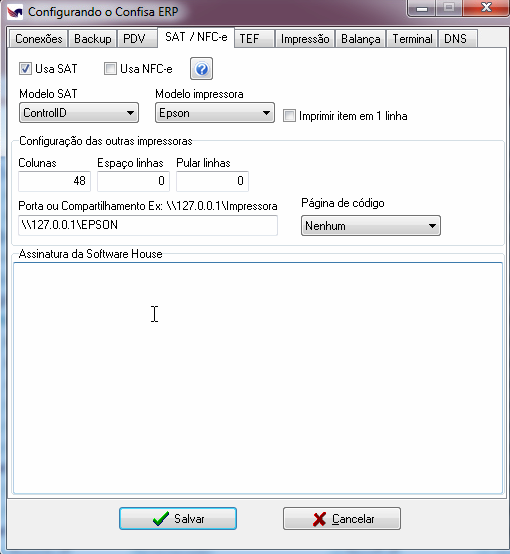 Configurando o Confisa ERP
Conexões Backup PDV SAT / NFC-e TEF Impressão Balança Terminal DNS
Usa SAT Usa NFC-e ?
Modelo SAT Modelo impressora
ControlID Epson Imprimir item em 1 linha
Configuração das outras impressoras
Colunas Espaço linhas Pular linhas
48 0 0
Porta ou Compartilhamento Ex: \\127.0.0.1\Impressora Página de código
\\127.0.0.1\EPSON Nenhum
Assinatura da Software House
Salvar Cancelar